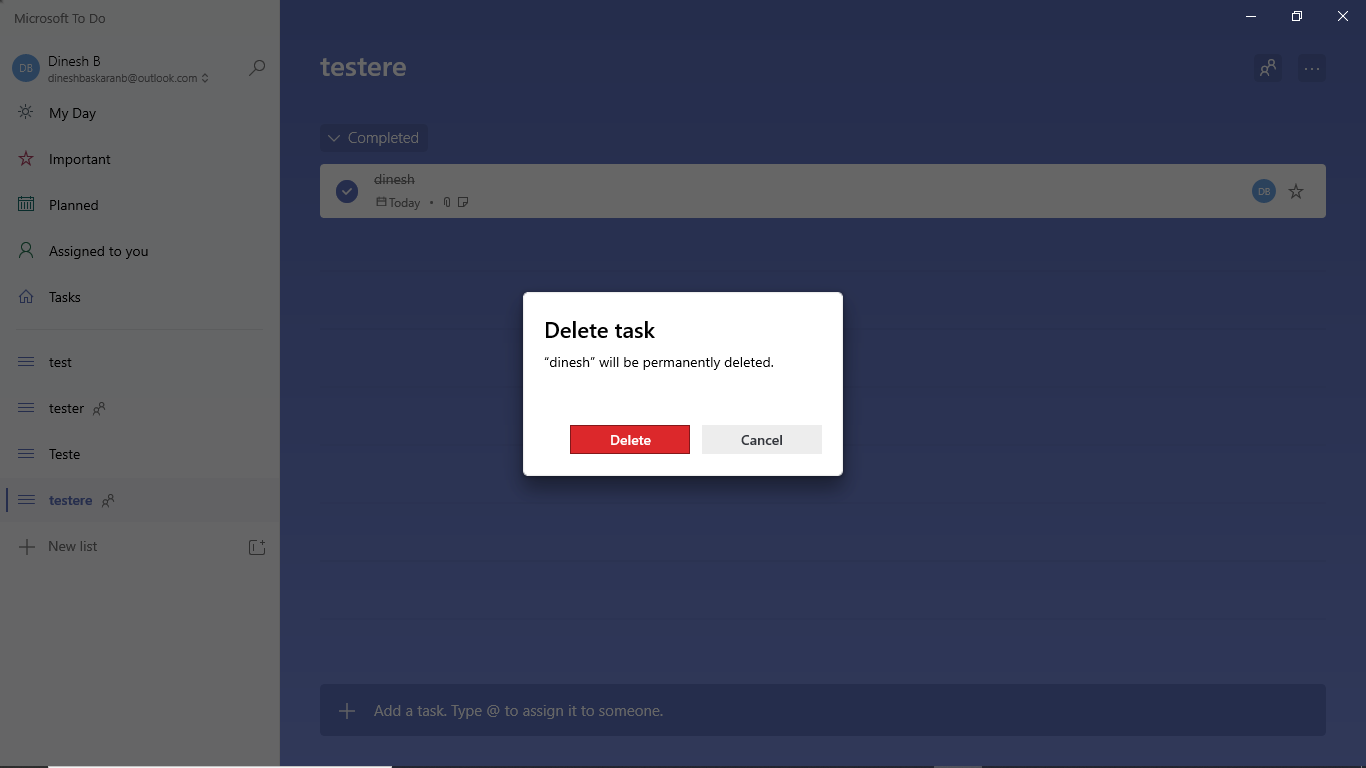 Microsoft To Do
DB
Dinesh B
dineshbaskaranb@outlook.com
My Day
Important
Planned
Assigned to you
Tasks
test
tester
Teste
testere
New list
testere
Completed
dinesh
Today
DB
Delete task
“dinesh” will be permanently deleted.
Delete Cancel
Add a task. Type @ to assign it to someone.